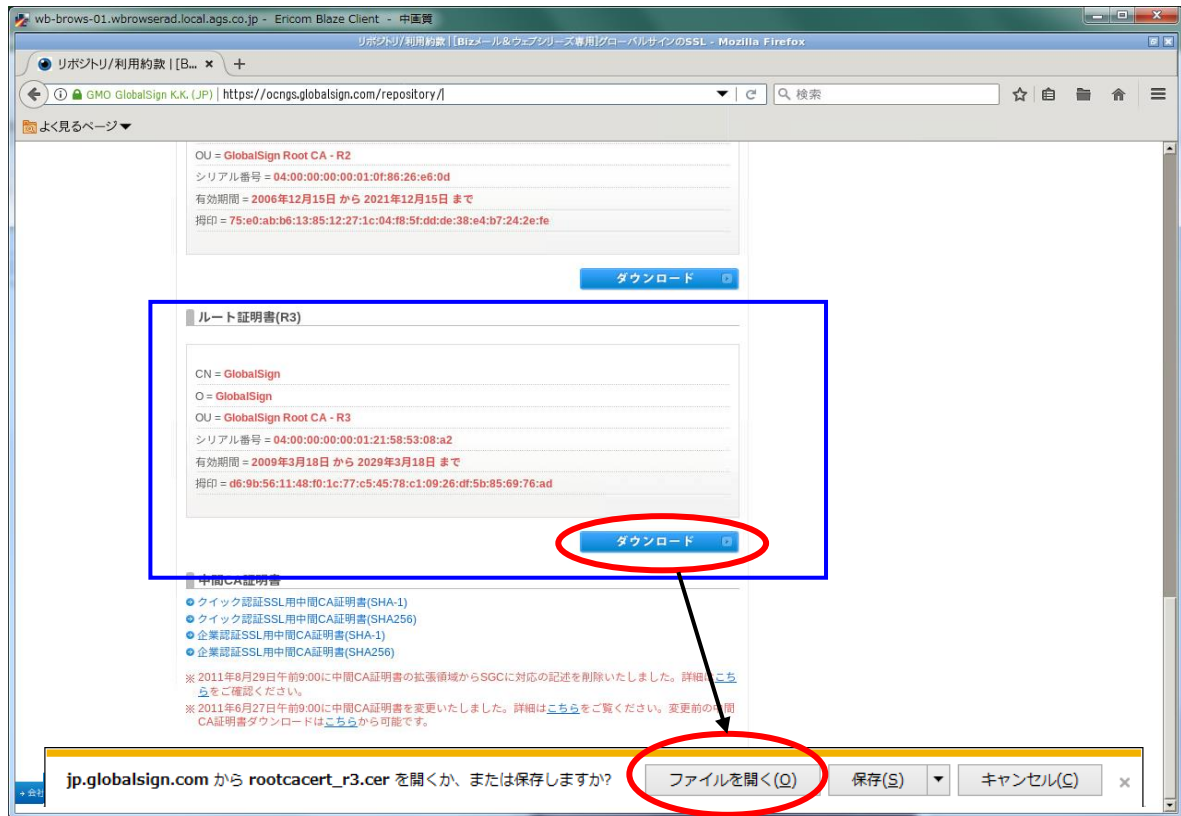 wb-brows-01.wbrowserad.local.ags.co.jp - Ericom Blaze Client - 中画質
リポジトリ/利用約款 | [Bizメール&ウェブシリーズ専用]グローバルサインのSSL - Mozilla Firefox
リポジトリ/利用約款 | [B... ×
GMO GlobalSign K.K. (JP) | https://ocngs.globalsign.com/repository/
検索
よく見るページ
OU = GlobalSign Root CA - R2
シリアル番号 = 04:00:00:00:00:01:0f:86:26:e6:0d
有効期間 = 2006年12月15日 から 2021年12月15日 まで
拇印 = 75:e0:ab:b6:13:85:12:27:1c:04:f8:5f:dd:de:38:e4:b7:24:2e:fe
ダウンロード
ルート証明書(R3)
CN = GlobalSign
O = GlobalSign
OU = GlobalSign Root CA - R3
シリアル番号 = 04:00:00:00:00:01:21:58:53:08:a2
有効期間 = 2009年3月18日 から 2029年3月18日 まで
拇印 = d6:9b:56:11:48:f0:1c:77:c5:45:78:c1:09:26:df:5b:85:69:76:ad
ダウンロード
中間CA証明書
クイック認証SSL用中間CA証明書(SHA-1)
クイック認証SSL用中間CA証明書(SHA256)
企業認証SSL用中間CA証明書(SHA-1)
企業認証SSL用中間CA証明書(SHA256)
※ 2011年8月29日午前9:00に中間CA証明書の拡張領域からSGCに対応の記述を削除いたしました。詳細はこち
らをご確認ください。
※ 2011年6月27日午前9:00に中間CA証明書を変更いたしました。詳細はこちらをご覧ください。変更前の中間
CA証明書ダウンロードはこちらから可能です。
jp.globalsign.com から rootcacert_r3.cer を開くか、または保存しますか?
ファイルを開く(O)
保存(S)
キャンセル(C)
×
会社